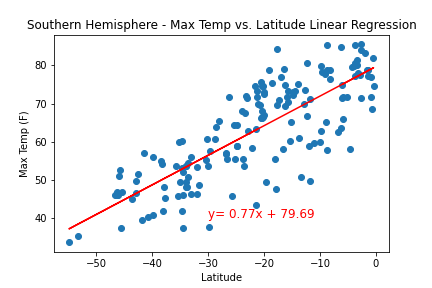 Southern Hemisphere - Max Temp vs. Latitude Linear Regression
Max Temp (F)
80
70
60
50
40
y= 0.77x + 79.69
−50 −40 −30 −20 −10 0
Latitude